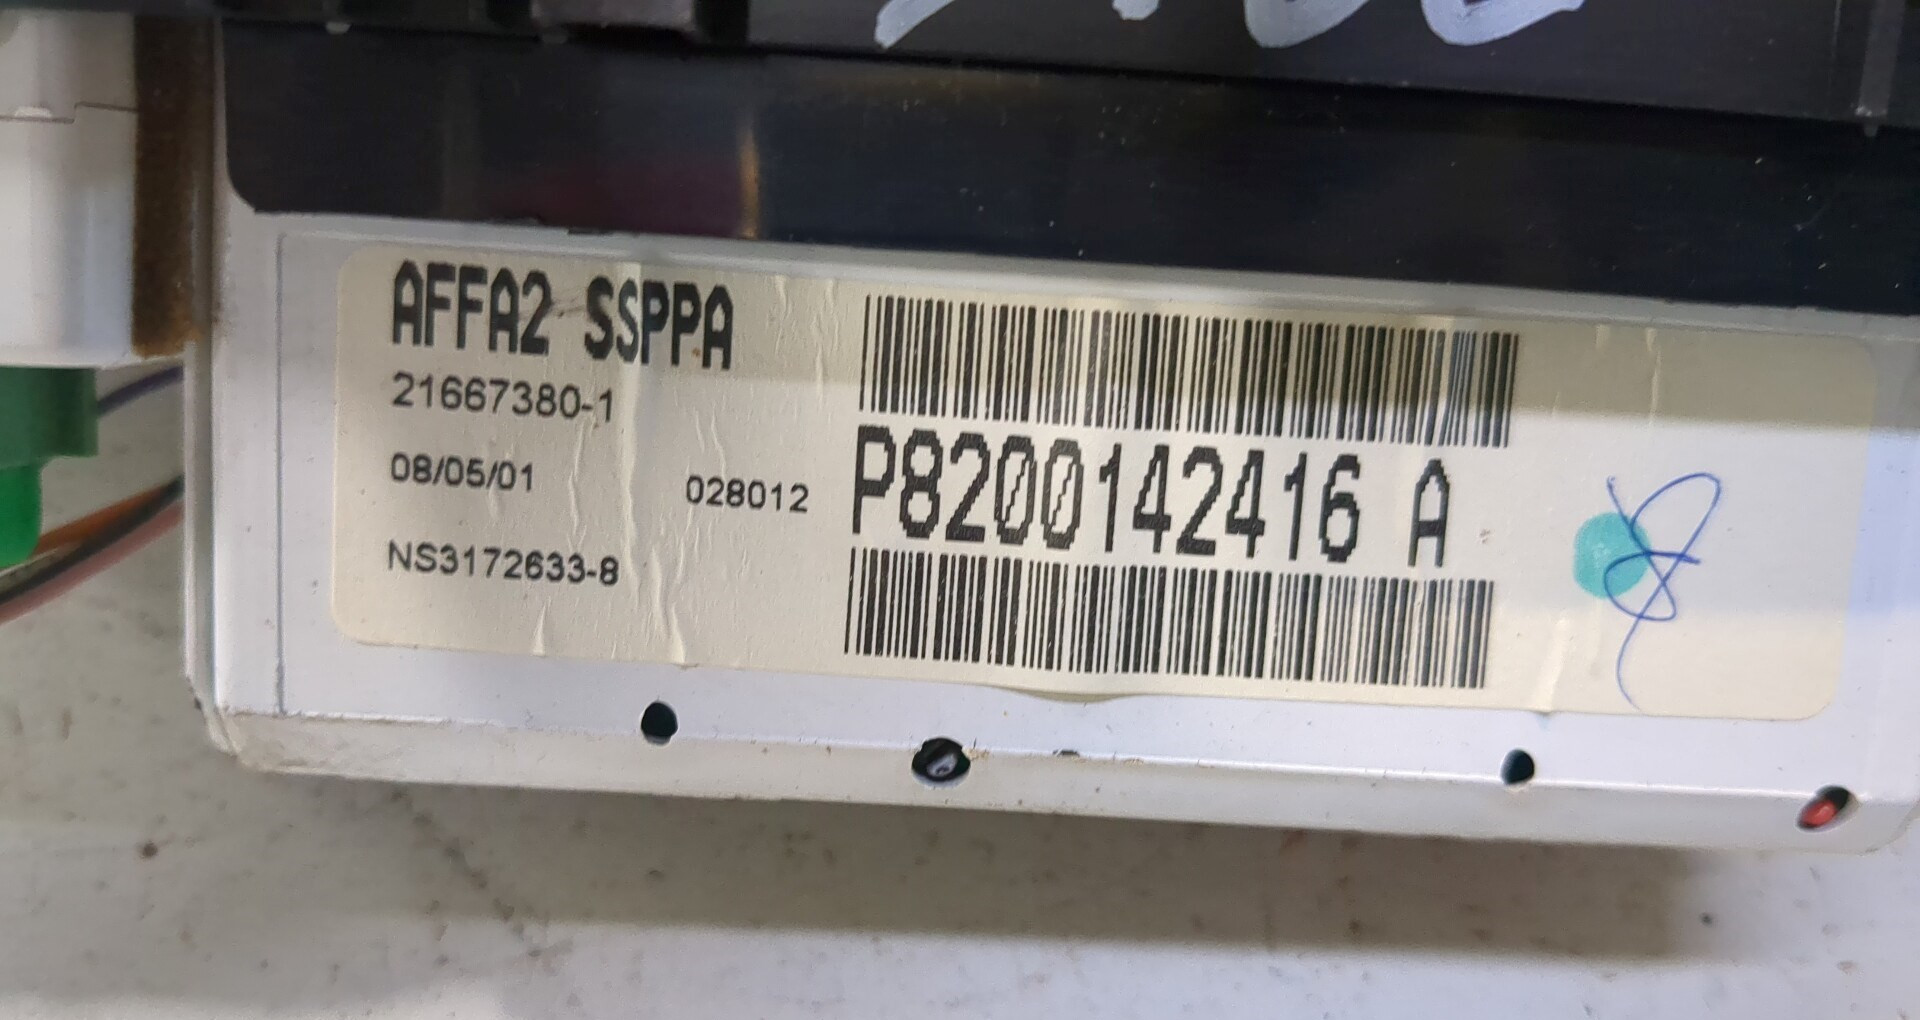 AFFA2 SSPPA
21667380-1
08/05/01
028012
P8200142416 A
NS3172633-8